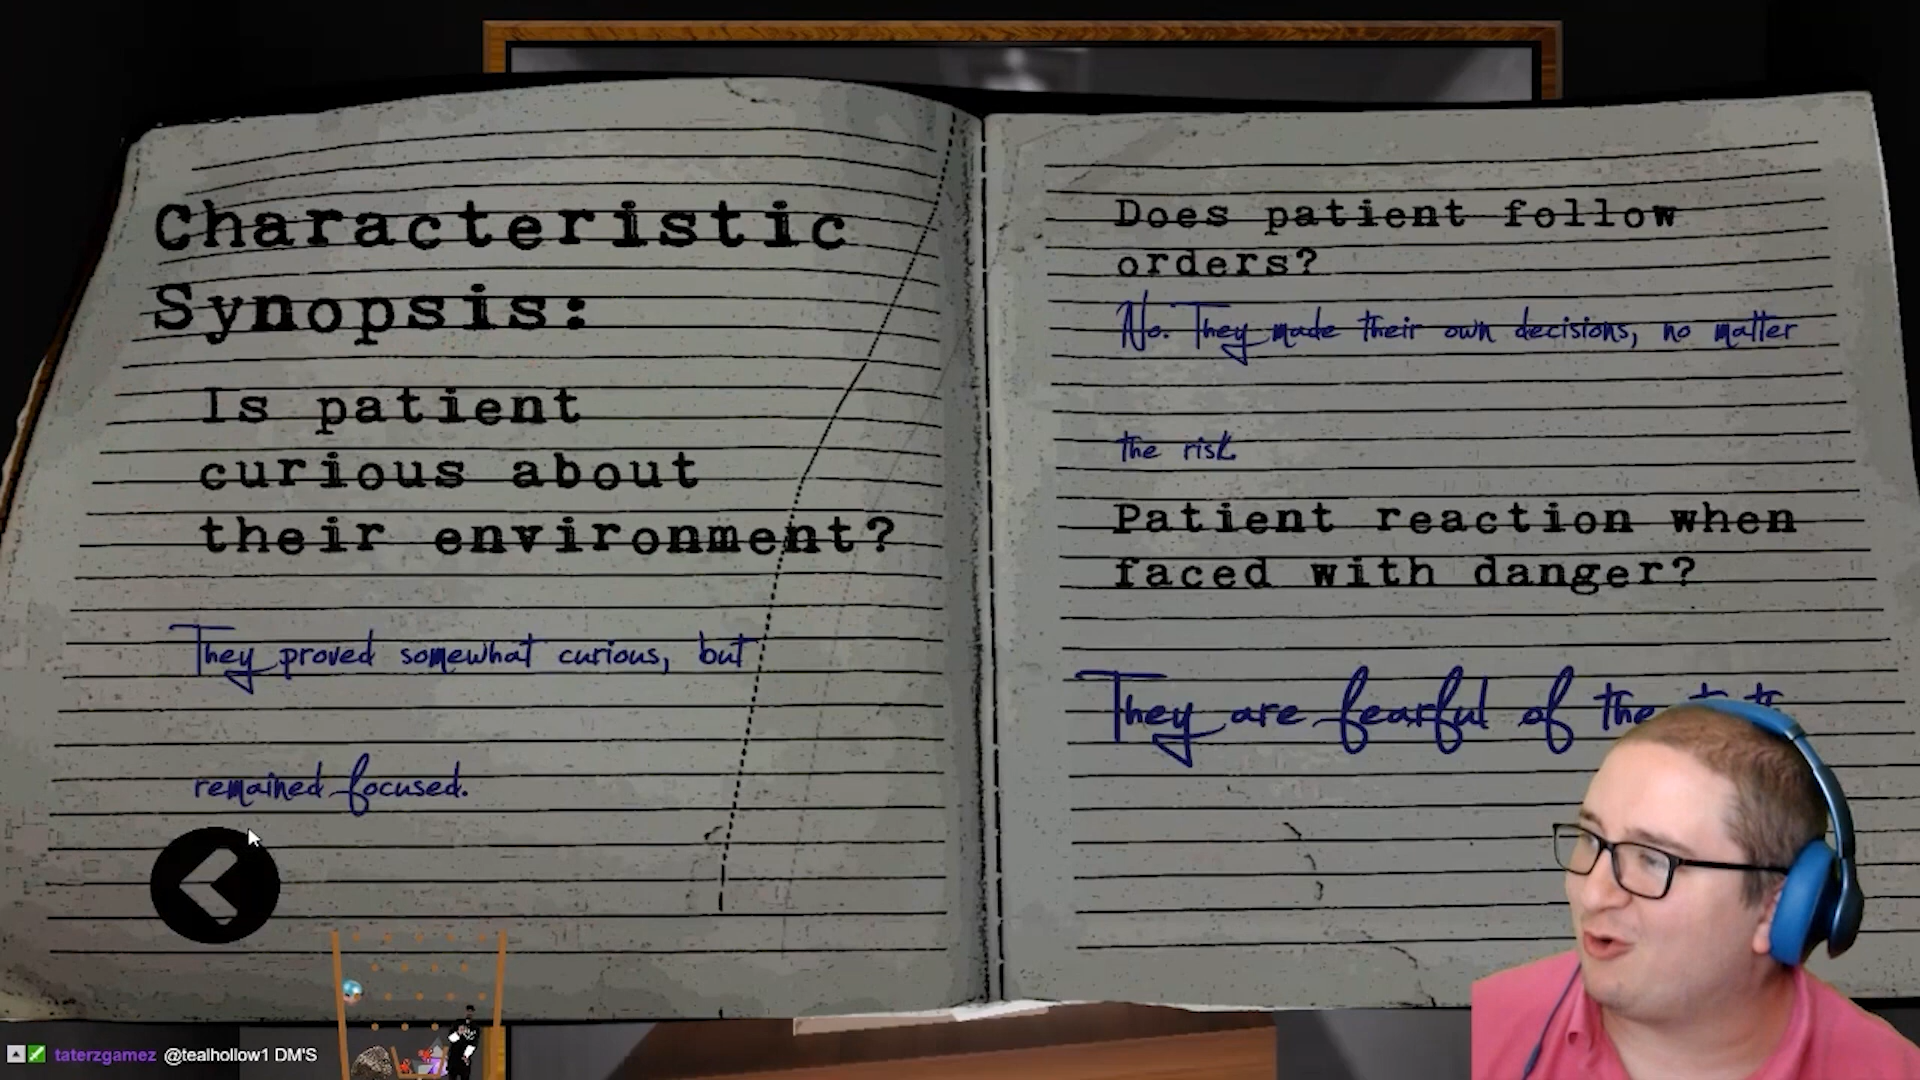 Characteristic
Synopsis:
Is patient
curious about
their environment?
They proved somewhat curious, but
remained focused.
Does patient follow
orders?
No. They made their own decisions, no matter
the risk
Patient reaction when
faced with danger?
They are fearful of the
taterzgamez @tealhollow1 DM'S